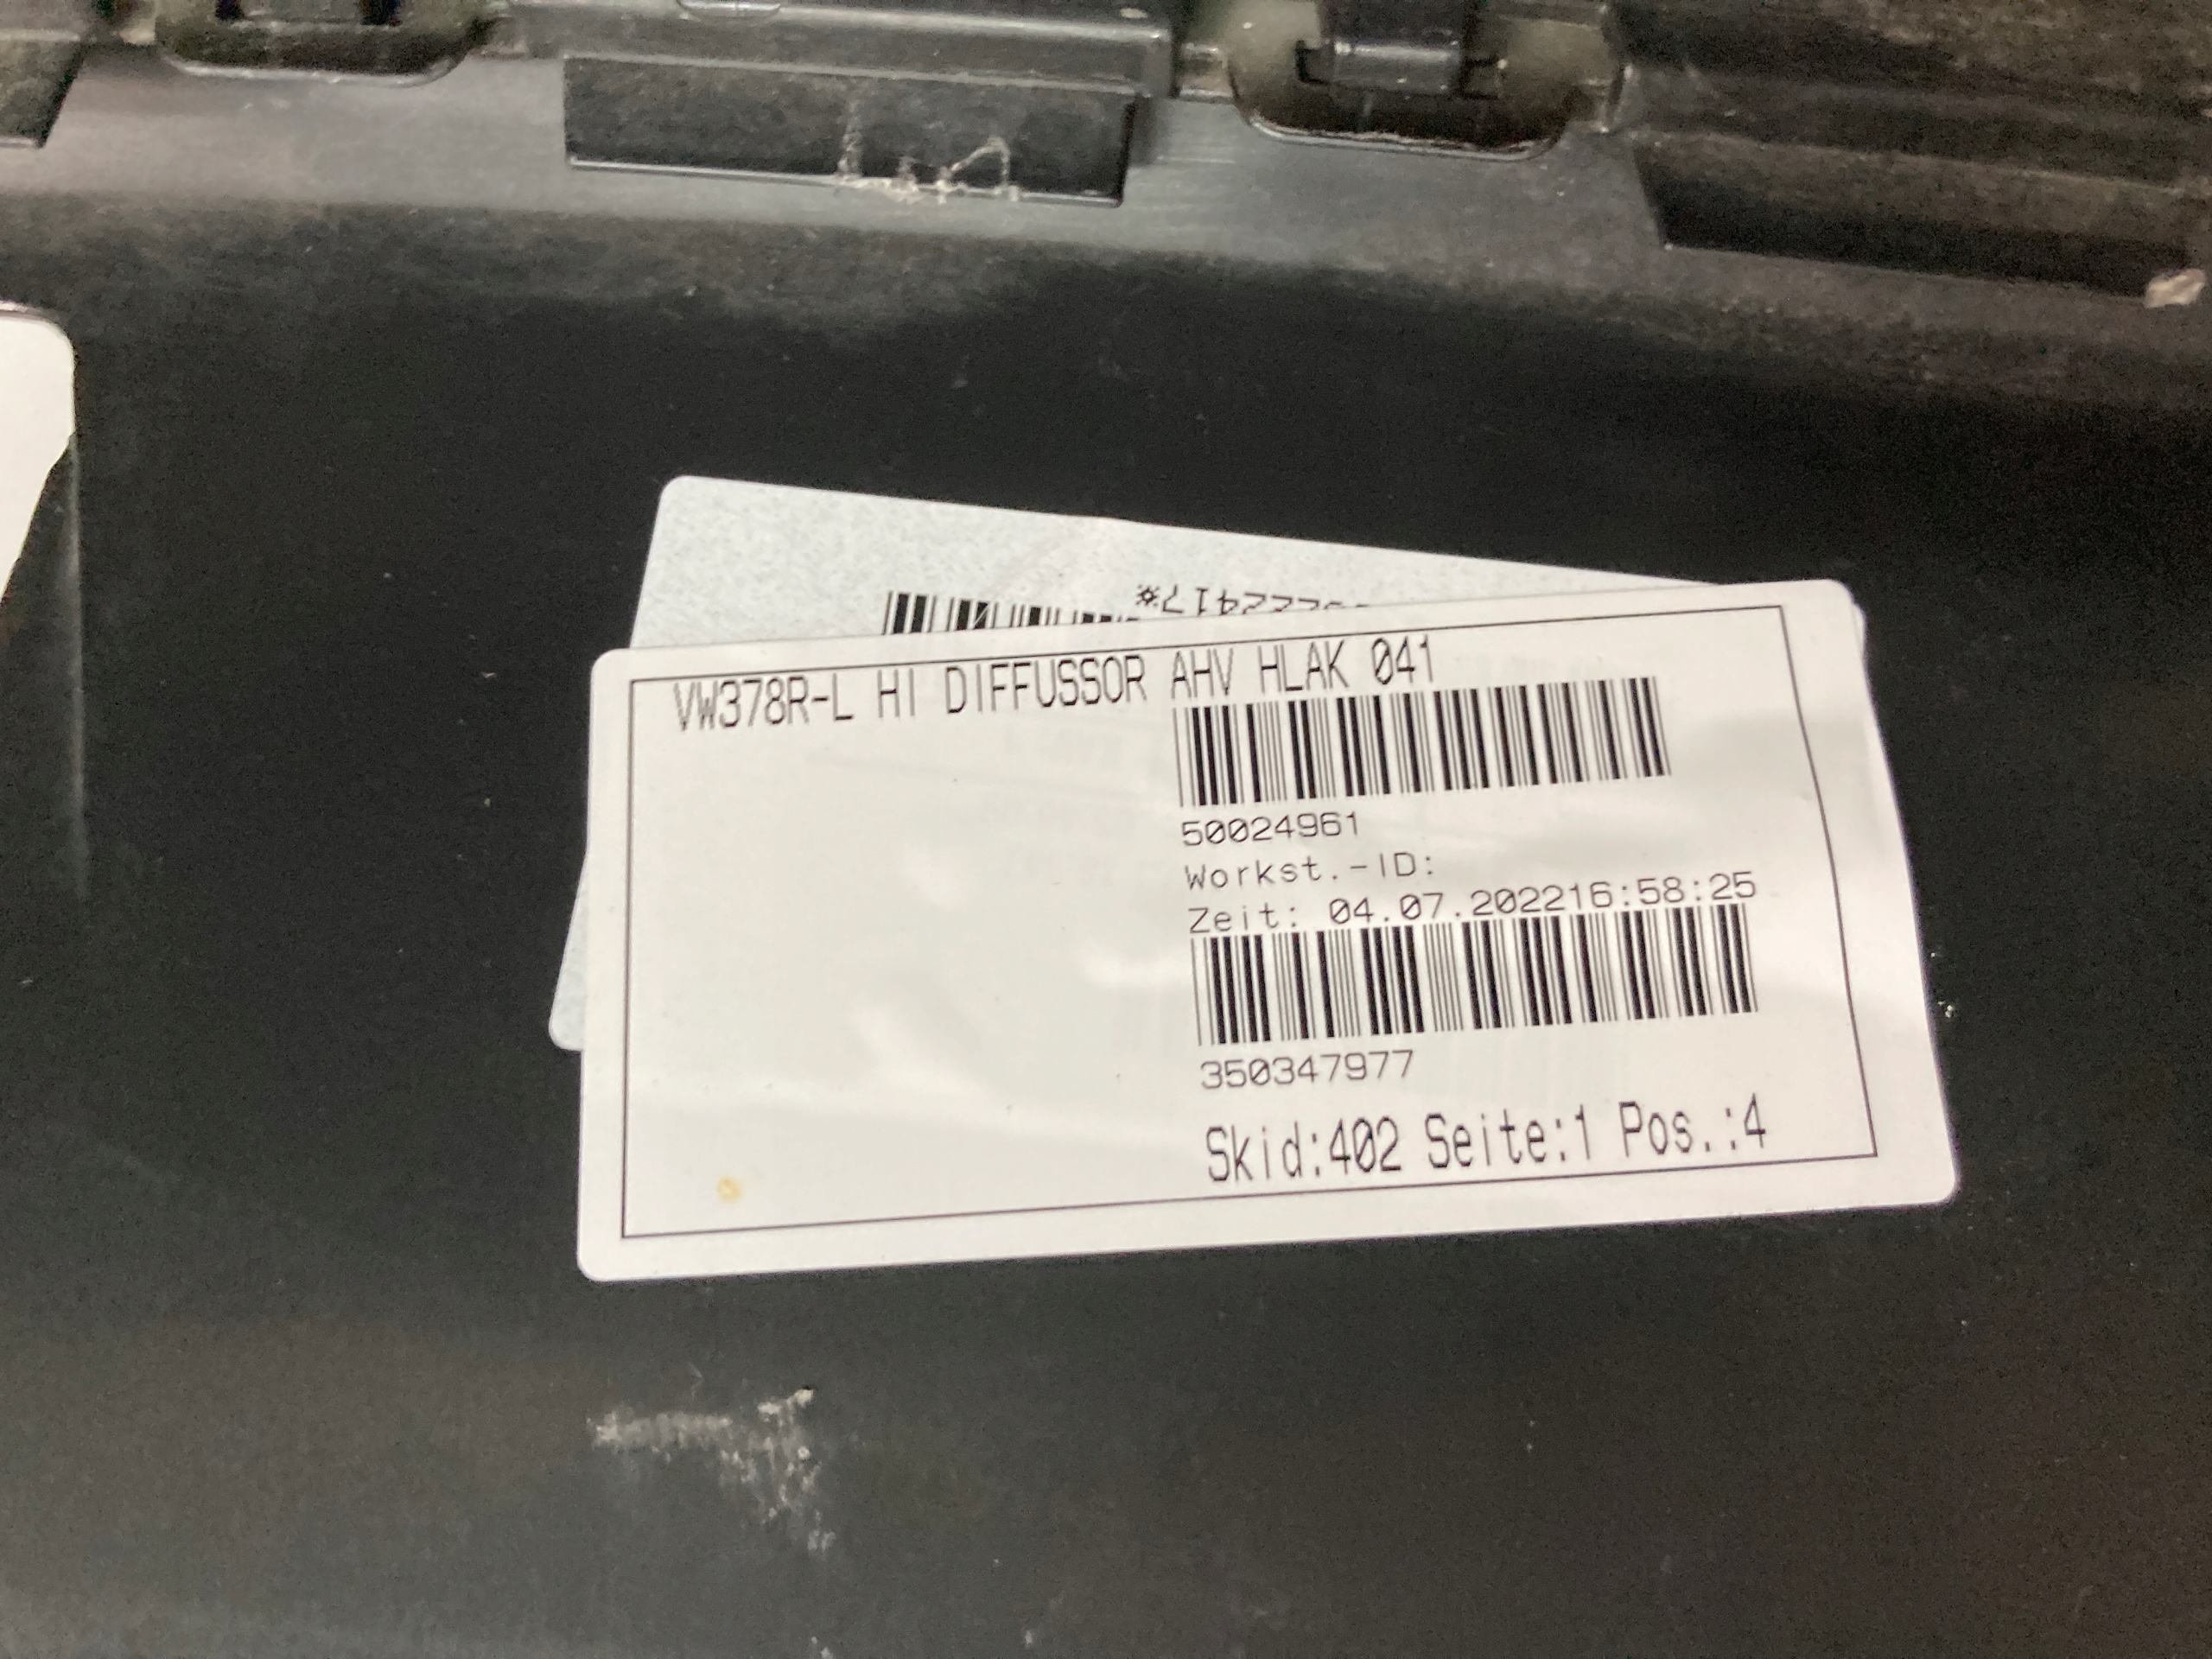 VW378R-L HI DIFFUSSOR AHV HLAK 041
50024961
Workst.-ID:
Zeit: 04.07.202216:58:25
350347977
Skid:402 Seite:1 Pos.:4